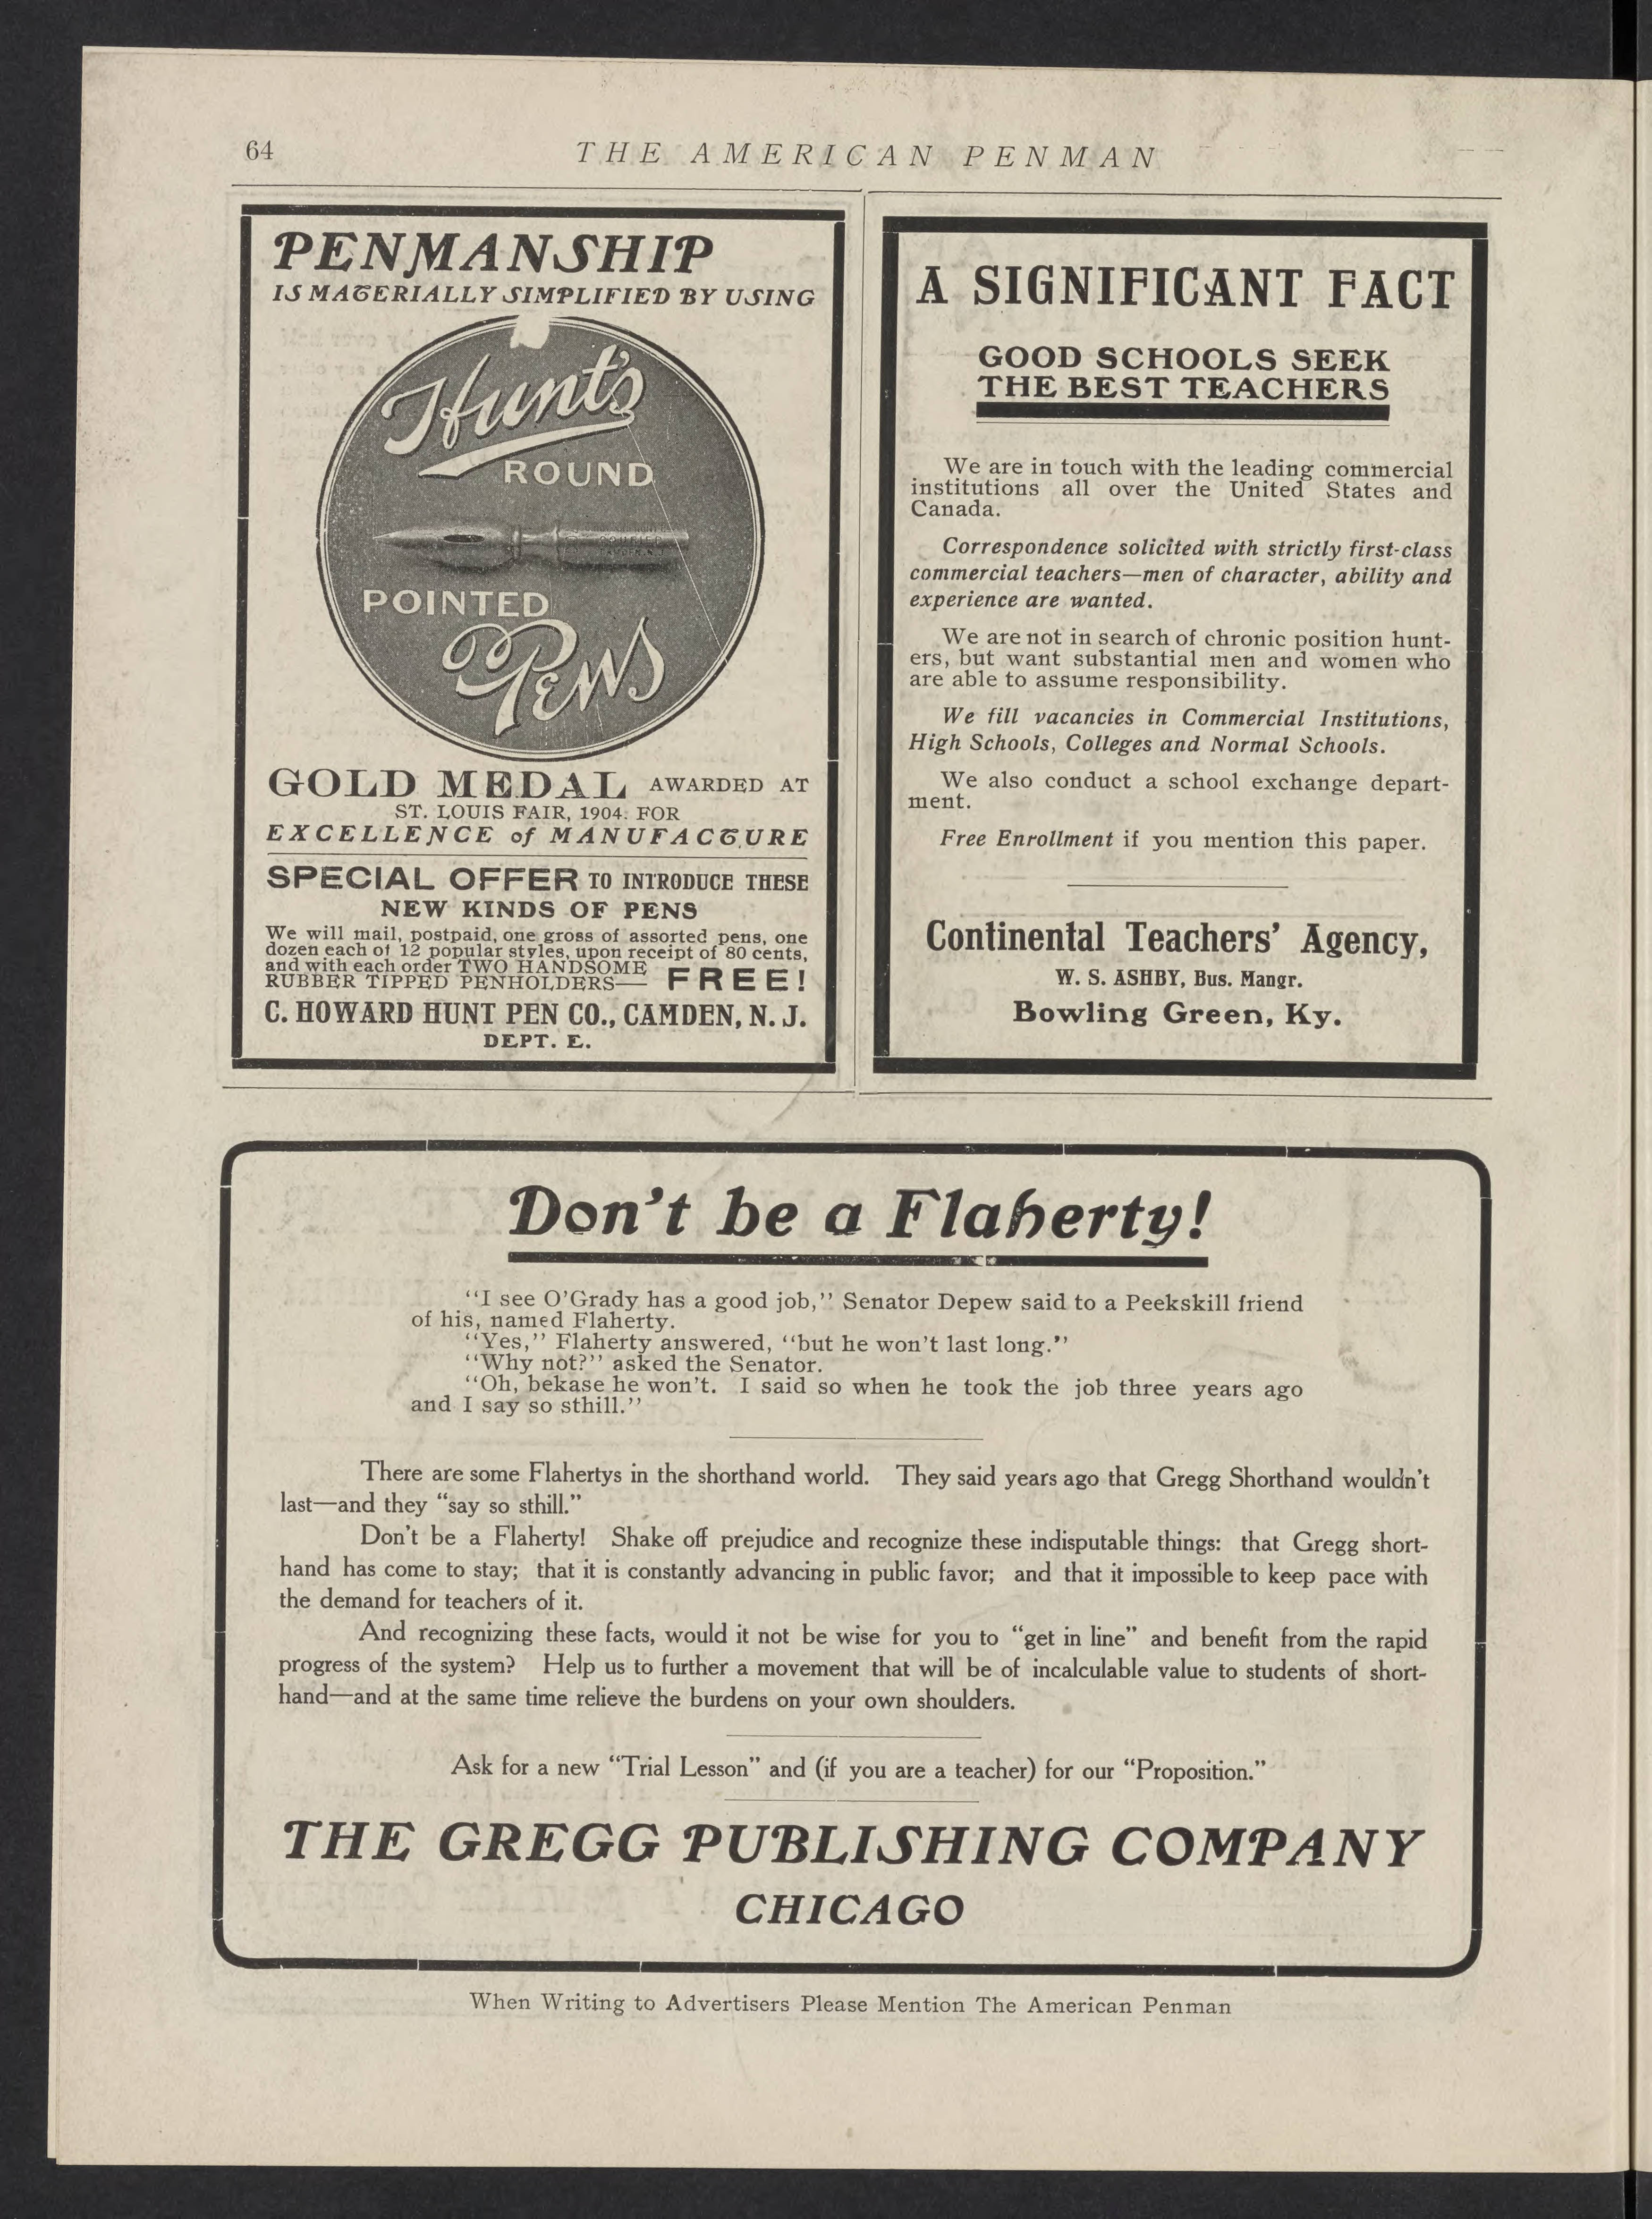 64
THE AMERICAN PENMAN
PENMANSHIP
IS MATERIALLY SIMPLIFIED BY USING
Hunt's
ROUND
POINTED
PENS
GOLD MEDAL AWARDED AT
ST. LOUIS FAIR, 1904. FOR
EXCELLENCE of MANUFACTURE
SPECIAL OFFER TO INTRODUCE THESE
NEW KINDS OF PENS
We will mail, postpaid, one gross of assorted pens, one
dozen each of 12 popular styles, upon receipt of 80 cents,
and with each order TWO HANDSOME
RUBBER TIPPED PENHOLDERS— FREE!
C. HOWARD HUNT PEN CO., CAMDEN, N. J.
DEPT. E.
A SIGNIFICANT FACT
GOOD SCHOOLS SEEK
THE BEST TEACHERS
We are in touch with the leading commercial
institutions all over the United States and
Canada.
Correspondence solicited with strictly first-class
commercial teachers—men of character, ability and
experience are wanted.
We are not in search of chronic position hunt-
ers, but want substantial men and women who
are able to assume responsibility.
We fill vacancies in Commercial Institutions,
High Schools, Colleges and Normal Schools.
We also conduct a school exchange depart-
ment.
Free Enrollment if you mention this paper.
Continental Teachers' Agency,
W. S. ASHBY, Bus. Mangr.
Bowling Green, Ky.
Don't be a Flaherty!
"I see O'Grady has a good job," Senator Depew said to a Peekskill friend
of his, named Flaherty.
"Yes," Flaherty answered, "but he won't last long."
"Why not?" asked the Senator.
"Oh, bekase he won't. I said so when he took the job three years ago
and I say so sthill."
There are some Flahertys in the shorthand world. They said years ago that Gregg Shorthand wouldn't
last—and they "say so sthill."
Don't be a Flaherty! Shake off prejudice and recognize these indisputable things: that Gregg short-
hand has come to stay; that it is constantly advancing in public favor; and that it impossible to keep pace with
the demand for teachers of it.
And recognizing these facts, would it not be wise for you to "get in line" and benefit from the rapid
progress of the system? Help us to further a movement that will be of incalculable value to students of short-
hand—and at the same time relieve the burdens on your own shoulders.
Ask for a new "Trial Lesson" and (if you are a teacher) for our "Proposition."
THE GREGG PUBLISHING COMPANY
CHICAGO
When Writing to Advertisers Please Mention The American Penman